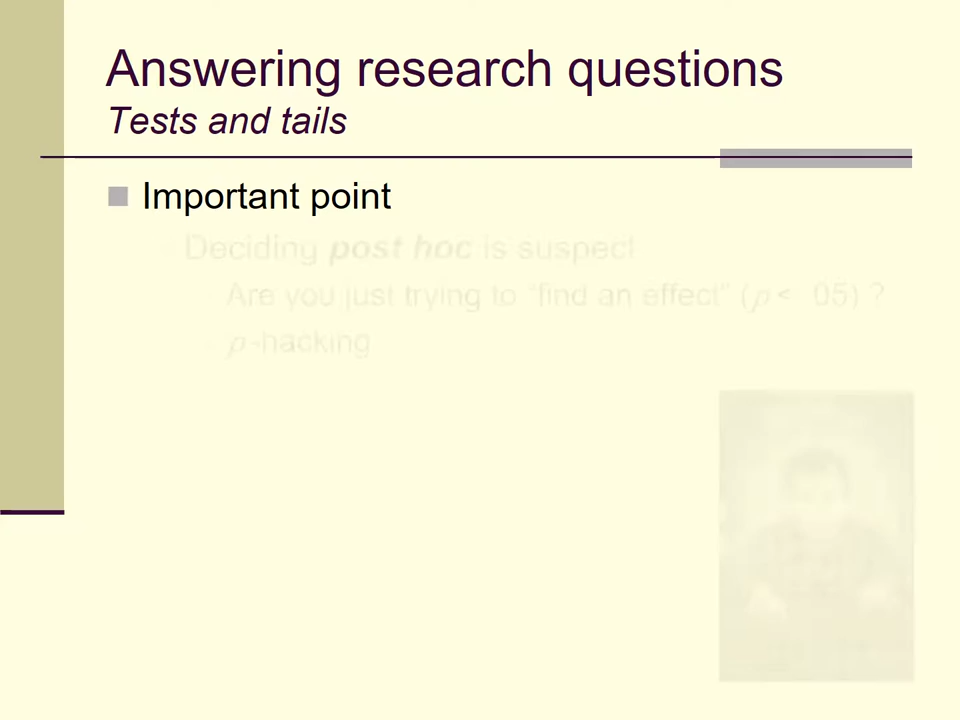 Answering research questions
Tests and tails
Important point
Deciding post hoc is suspect
Are you just trying to "find an effect" (p < .05) ?
p-hacking